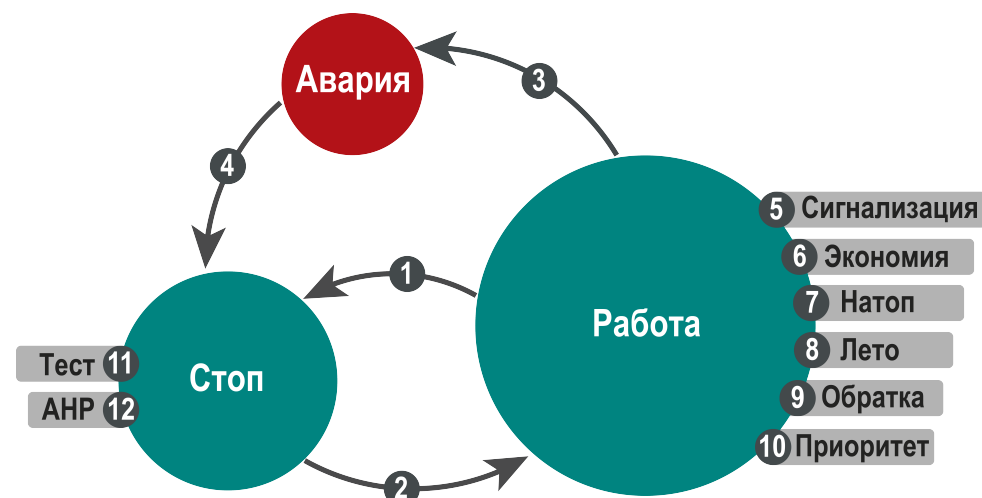 Авария
3
4
5 Сигнализация
6 Экономия
1
7 Натоп
Работа
8 Лето
Тест 11
Стоп
9 Обратка
АНР 12
10 Приоритет
2